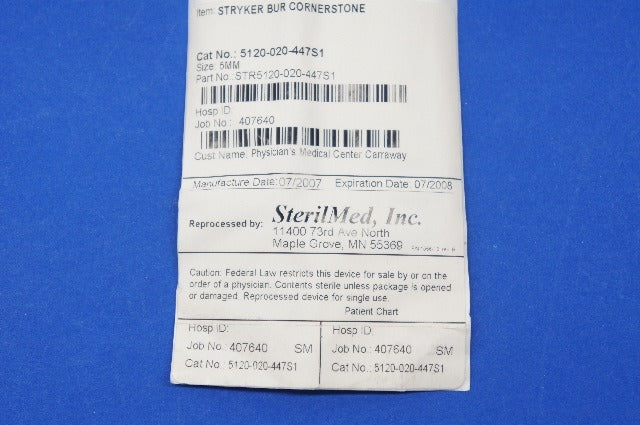 Item: STRYKER BUR CORNERSTONE
Cat No.: 5120-020-447S1
Size: 5MM
Part No.: STR5120-020-447S1
Hosp ID:
Job No.: 407640
Cust Name: Physician's Medical Center Carraway
Manufacture Date: 07/2007 Expiration Date: 07/2008
Reprocessed by: SterilMed, Inc.
11400 73rd Ave North
Maple Grove, MN 55369
Caution: Federal Law restricts this device for sale by or on the
order of a physician. Contents sterile unless package is opened
or damaged. Reprocessed device for single use.
Patient Chart
Hosp ID: Hosp ID:
Job No.: 407640 SM Job No.: 407640 SM
Cat No.: 5120-020-447S1 Cat No.: 5120-020-447S1